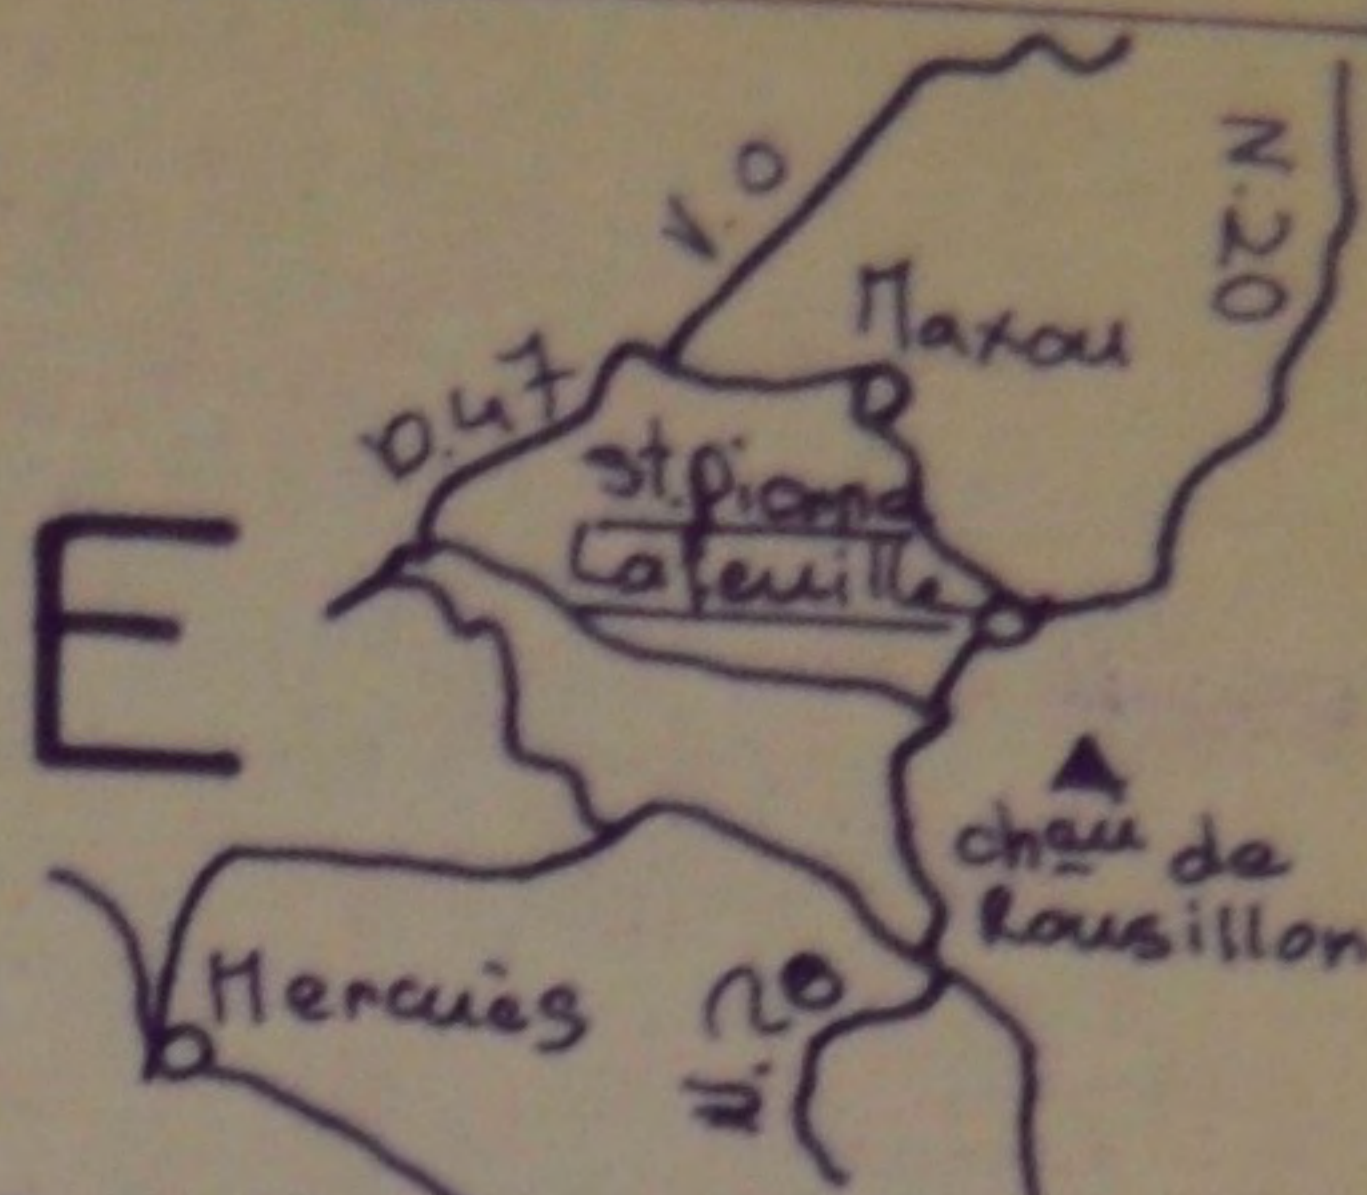 V.O
N.20
Maxou
D.47
st.pierre
Lafeuille
E
chau de
Rousillon
Mercuès
N.20